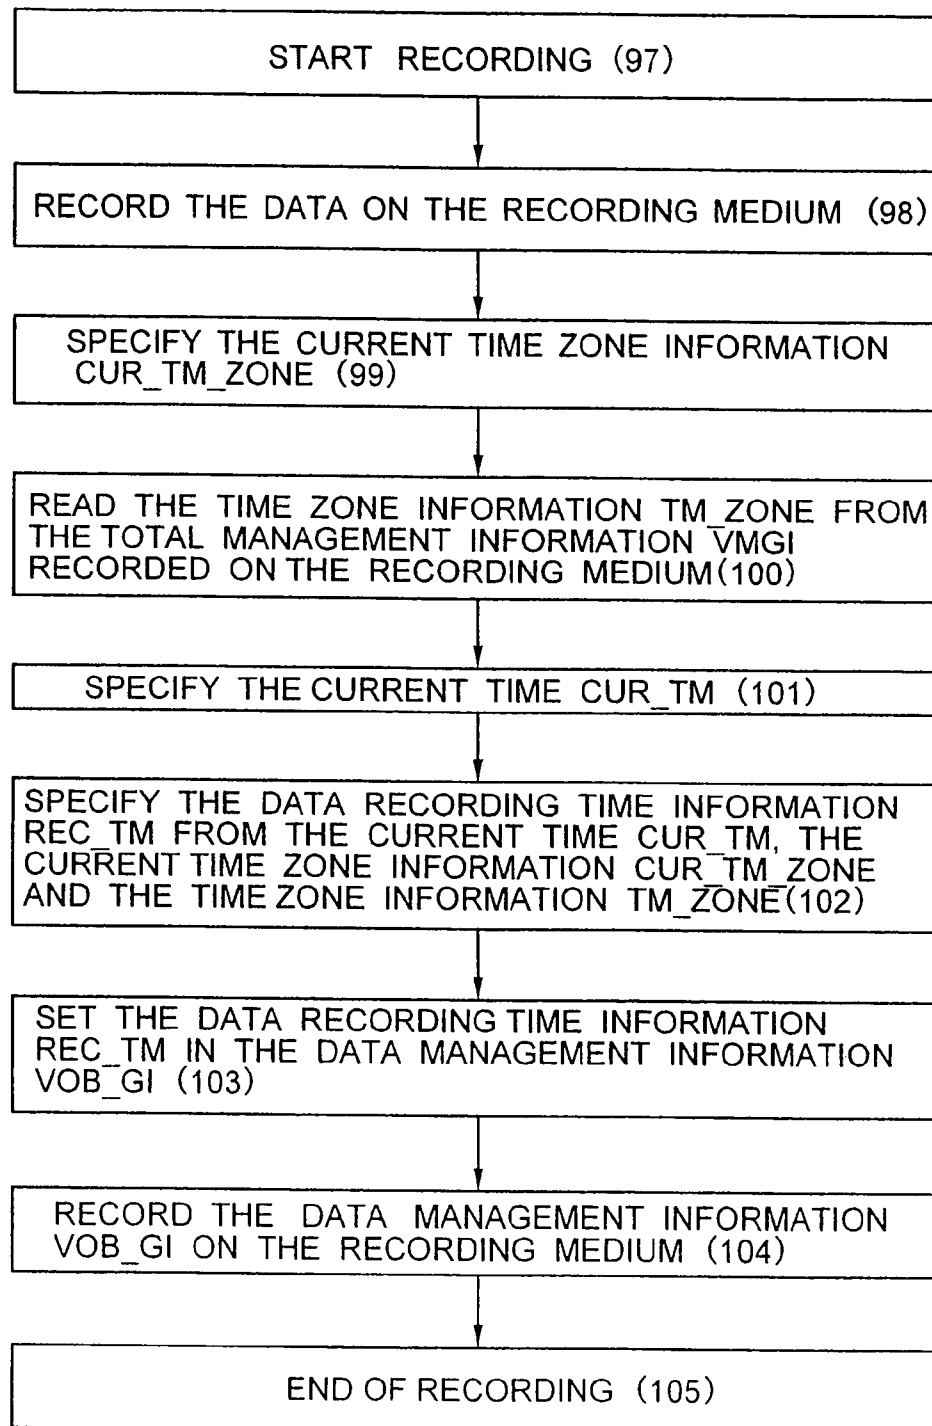 START RECORDING (97)
RECORD THE DATA ON THE RECORDING MEDIUM (98)
SPECIFY THE CURRENT TIME ZONE INFORMATION
CUR_TM_ZONE (99)
READ THE TIME ZONE INFORMATION TM_ZONE FROM
THE TOTAL MANAGEMENT INFORMATION VMGI
RECORDED ON THE RECORDING MEDIUM(100)
SPECIFY THE CURRENT TIME CUR_TM (101)
SPECIFY THE DATA RECORDING TIME INFORMATION
REC_TM FROM THE CURRENT TIME CUR_TM, THE
CURRENT TIME ZONE INFORMATION CUR_TM_ZONE
AND THE TIME ZONE INFORMATION TM_ZONE(102)
SET THE DATA RECORDING TIME INFORMATION
REC_TM IN THE DATA MANAGEMENT INFORMATION
VOB_GI (103)
RECORD THE DATA MANAGEMENT INFORMATION
VOB_GI ON THE RECORDING MEDIUM (104)
END OF RECORDING (105)